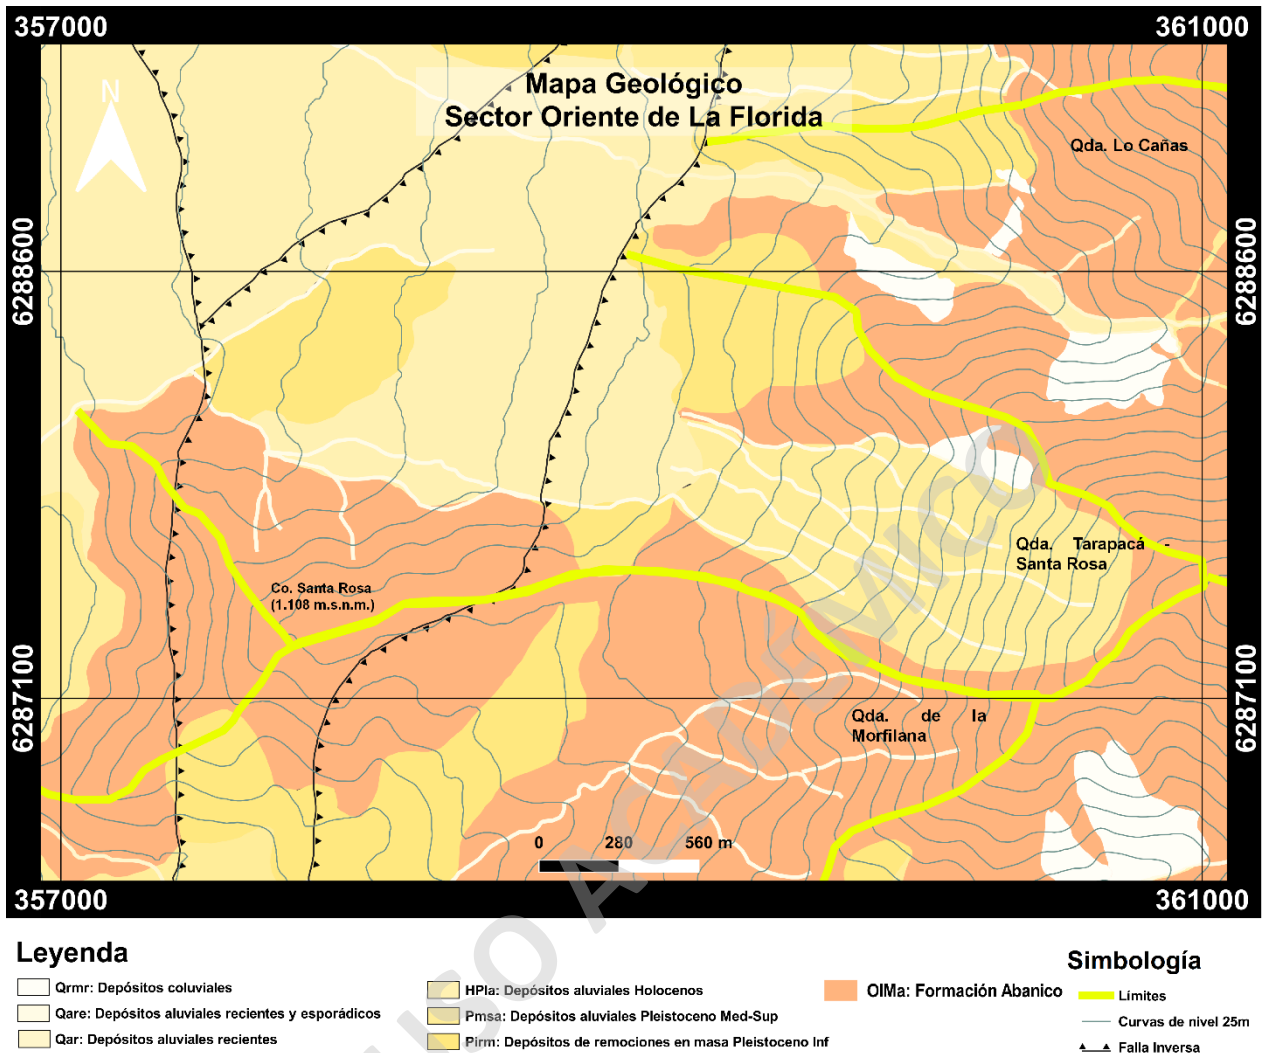 357000
361000
N
Mapa Geológico
Sector Oriente de La Florida
Qda. Lo Cañas
6288600
6288600
Qda. Tarapacá -
Santa Rosa
Co. Santa Rosa
(1.108 m.s.n.m.)
6287100
6287100
Qda. de la
Morfilana
0 280 560 m
357000
361000
USO ACADEMICO
Leyenda
Qrmr: Depósitos coluviales
Qare: Depósitos aluviales recientes y esporádicos
Qar: Depósitos aluviales recientes
HPla: Depósitos aluviales Holocenos
Pmsa: Depósitos aluviales Pleistoceno Med-Sup
Pirm: Depósitos de remociones en masa Pleistoceno Inf
OlMa: Formación Abanico
Simbología
Límites
Curvas de nivel 25m
Falla Inversa